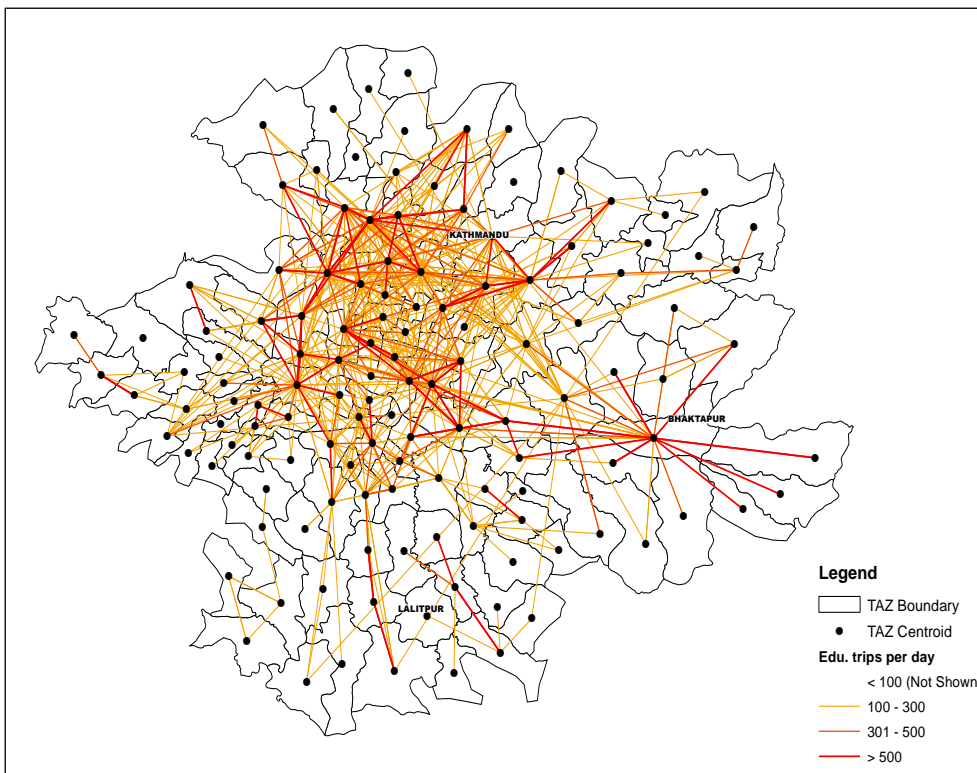 KATHMANDU
BHAKTAPUR
LALITPUR
Legend
TAZ Boundary
TAZ Centroid
Edu. trips per day
< 100 (Not Shown
100 - 300
301 - 500
> 500